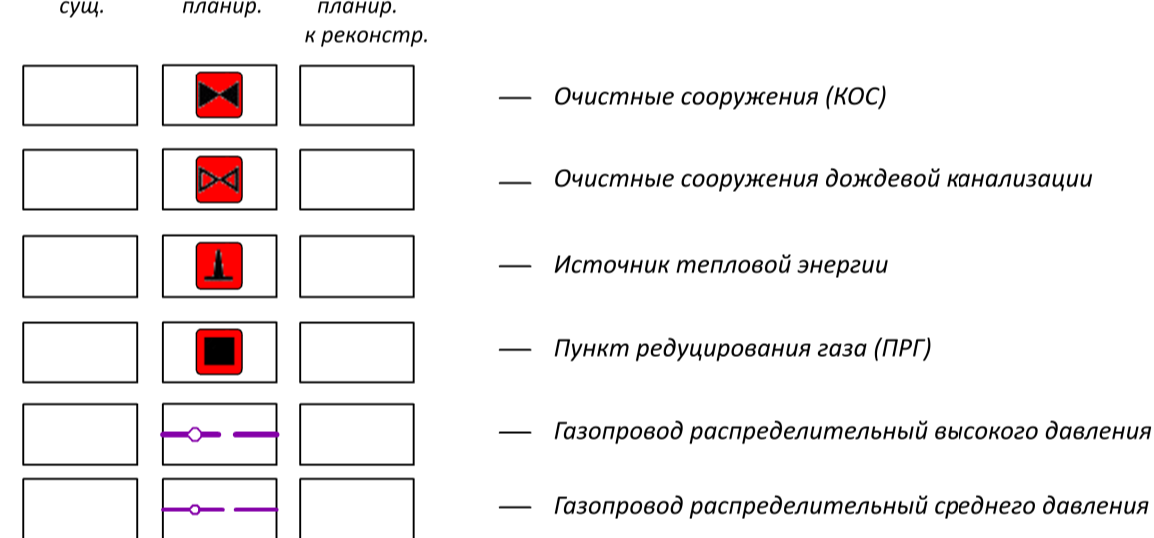 сущ. планир. планир.
к реконстр.
— Очистные сооружения (КОС)
— Очистные сооружения дождевой канализации
— Источник тепловой энергии
— Пункт редуцирования газа (ПРГ)
— Газопровод распределительный высокого давления
— Газопровод распределительный среднего давления